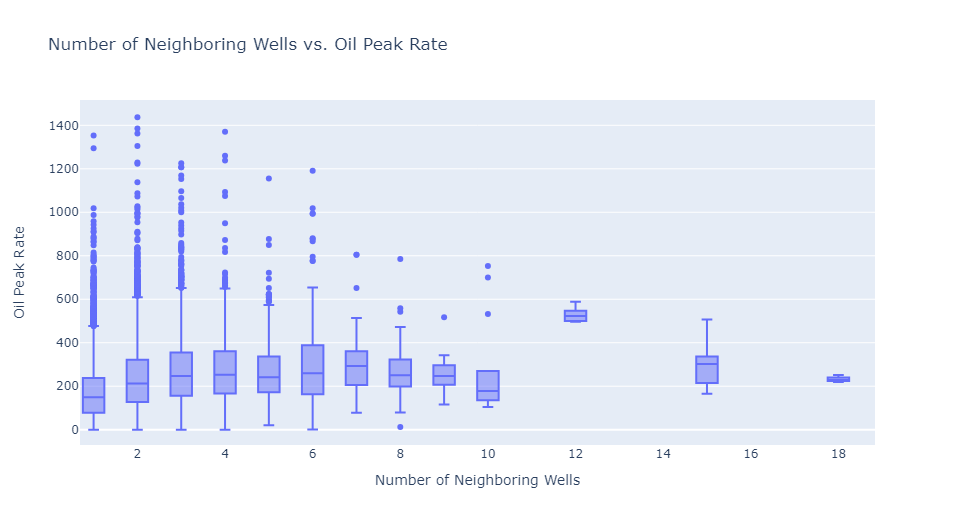 Number of Neighboring Wells vs. Oil Peak Rate
1400
1200
1000
800
600
400
200
0
Oil Peak Rate
2 4 6 8 10 12 14 16 18
Number of Neighboring Wells